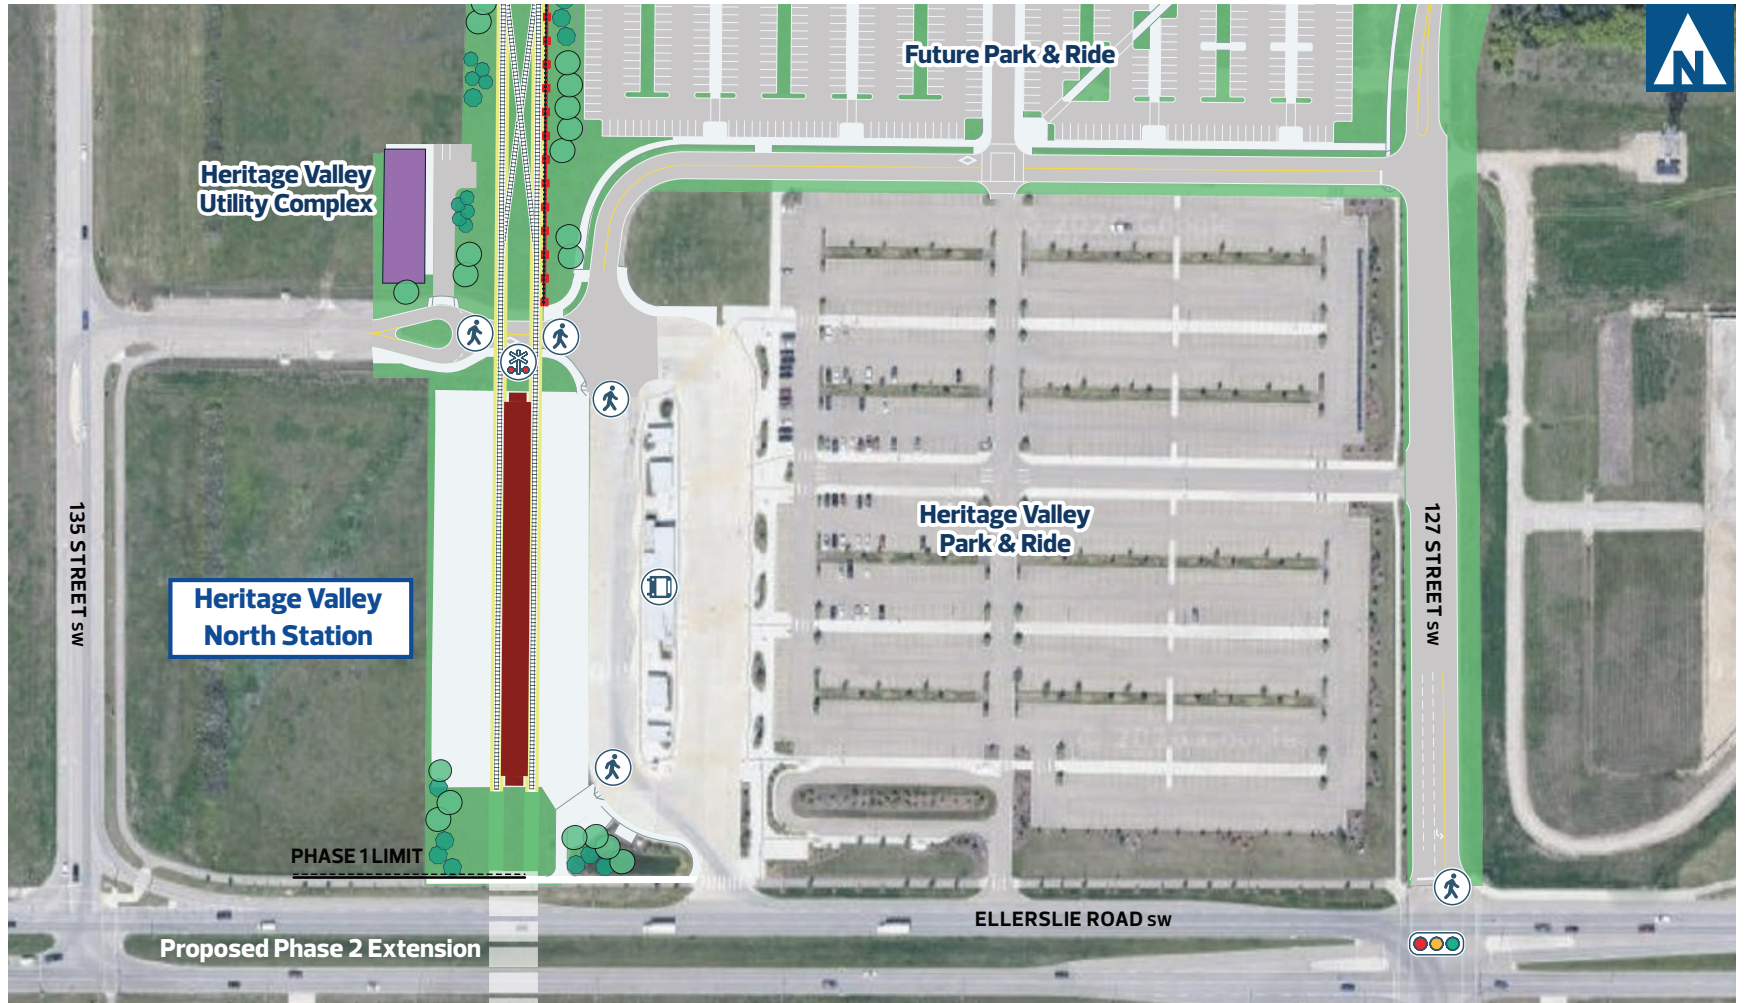 Future Park & Ride
N
Heritage Valley
Utility Complex
135 STREET SW
Heritage Valley
Park & Ride
127 STREET SW
Heritage Valley
North Station
PHASE 1 LIMIT
ELLERSLIE ROAD SW
Proposed Phase 2 Extension